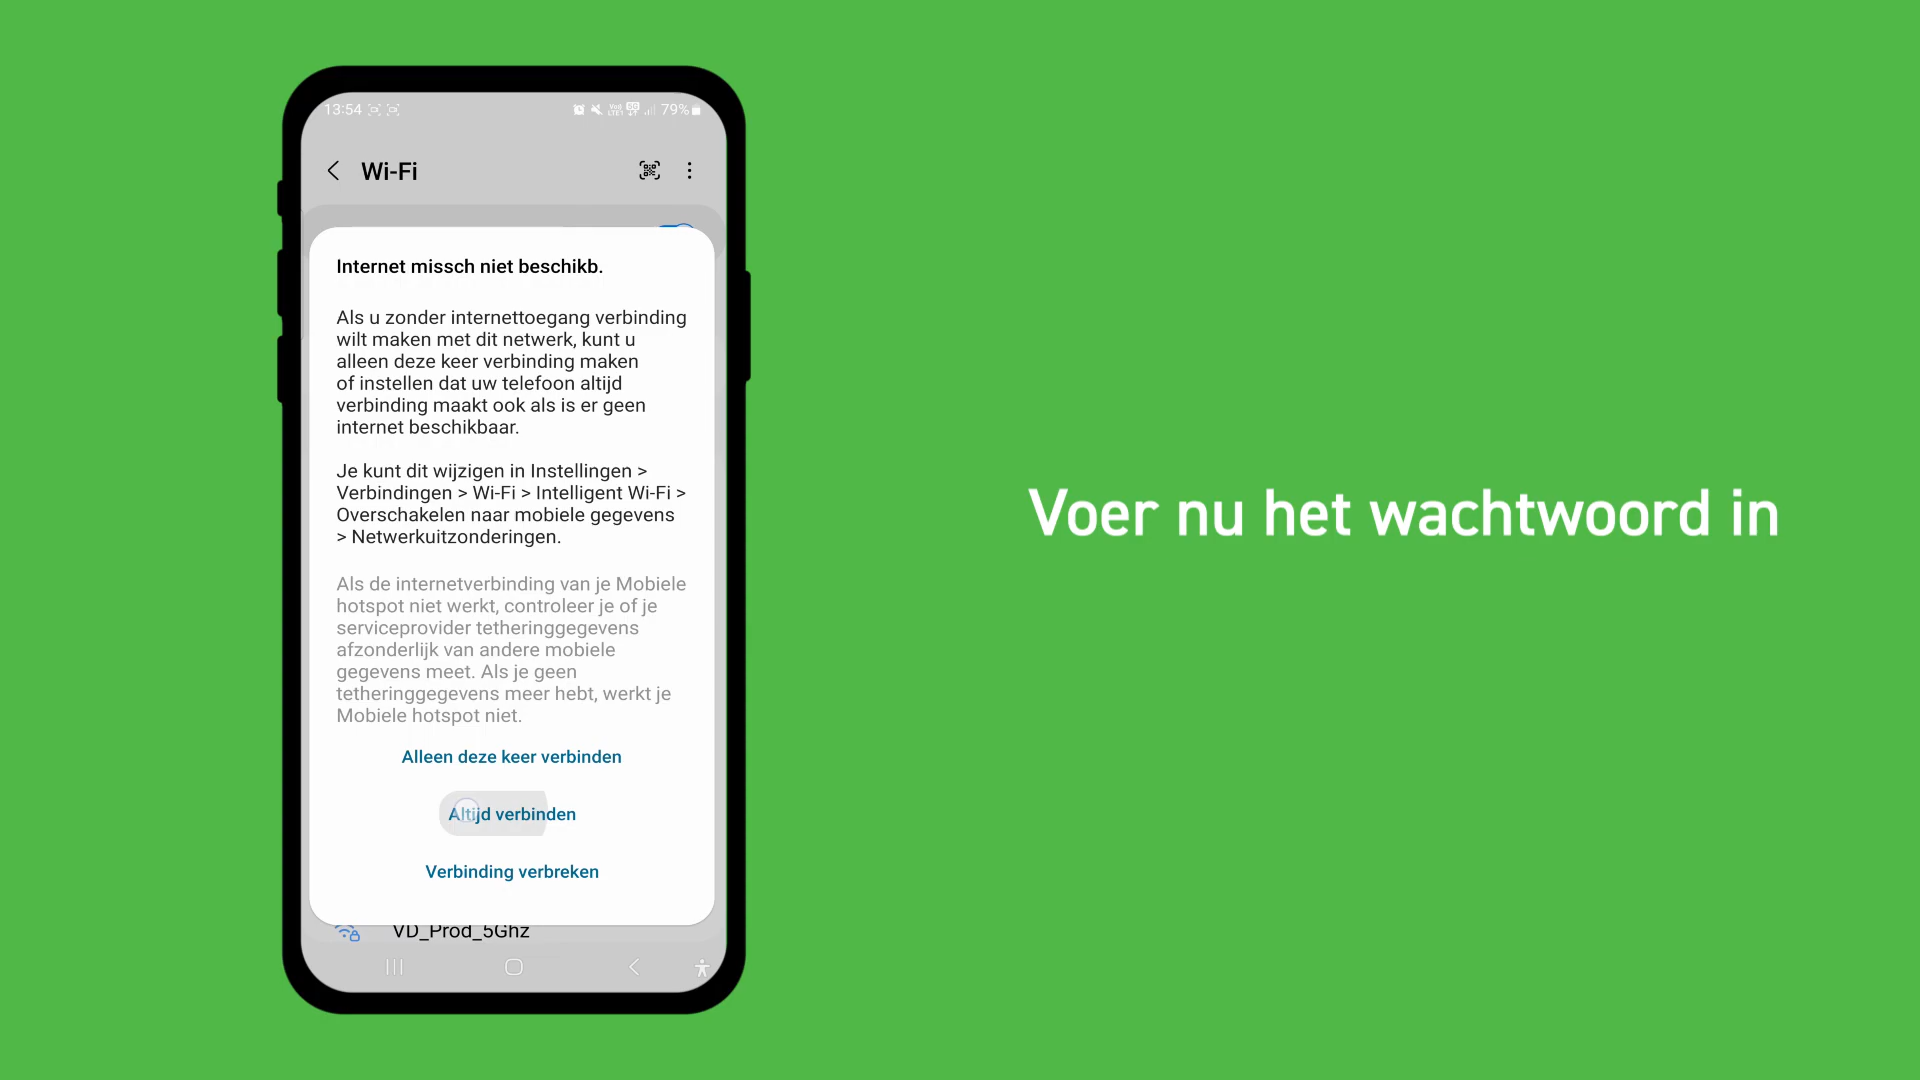 13:54
79%
Wi-Fi
Internet missch niet beschikb.
Als u zonder internettoegang verbinding
wilt maken met dit netwerk, kunt u
alleen deze keer verbinding maken
of instellen dat uw telefoon altijd
verbinding maakt ook als is er geen
internet beschikbaar.
Je kunt dit wijzigen in Instellingen >
Verbindingen > Wi-Fi > Intelligent Wi-Fi >
Overschakelen naar mobiele gegevens
> Netwerkuitzonderingen.
Als de internetverbinding van je Mobiele
hotspot niet werkt, controleer je of je
serviceprovider tetheringgegevens
afzonderlijk van andere mobiele
gegevens meet. Als je geen
tetheringgegevens meer hebt, werkt je
Mobiele hotspot niet.
Alleen deze keer verbinden
Altijd verbinden
Verbinding verbreken
VD_Prod_5Ghz
Voer nu het wachtwoord in